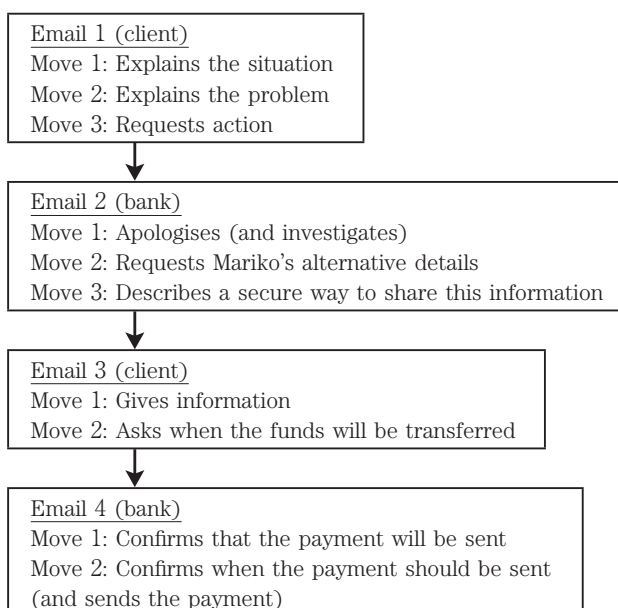 Email 1 (client)
Move 1: Explains the situation
Move 2: Explains the problem
Move 3: Requests action
Email 2 (bank)
Move 1: Apologises (and investigates)
Move 2: Requests Mariko's alternative details
Move 3: Describes a secure way to share this information
Email 3 (client)
Move 1: Gives information
Move 2: Asks when the funds will be transferred
Email 4 (bank)
Move 1: Confirms that the payment will be sent
Move 2: Confirms when the payment should be sent
(and sends the payment)